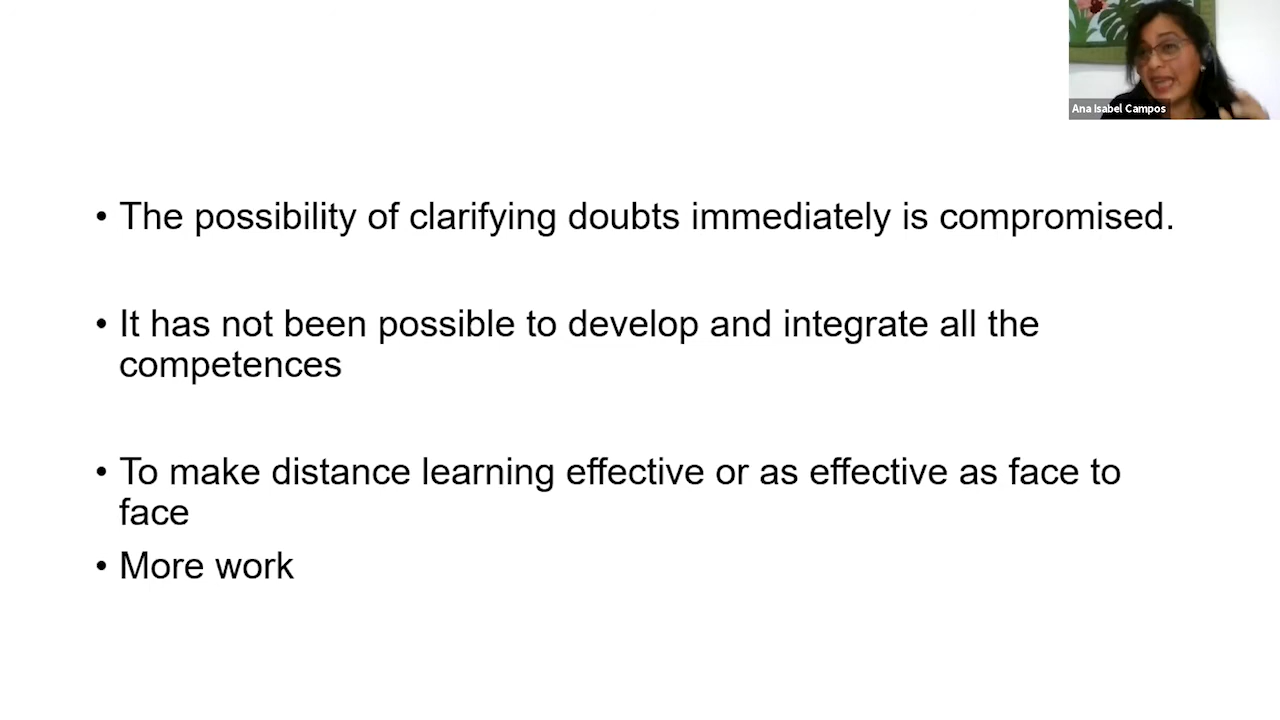 Ana Isabel Campos
• The possibility of clarifying doubts immediately is compromised.
• It has not been possible to develop and integrate all the
competences
• To make distance learning effective or as effective as face to
face
• More work